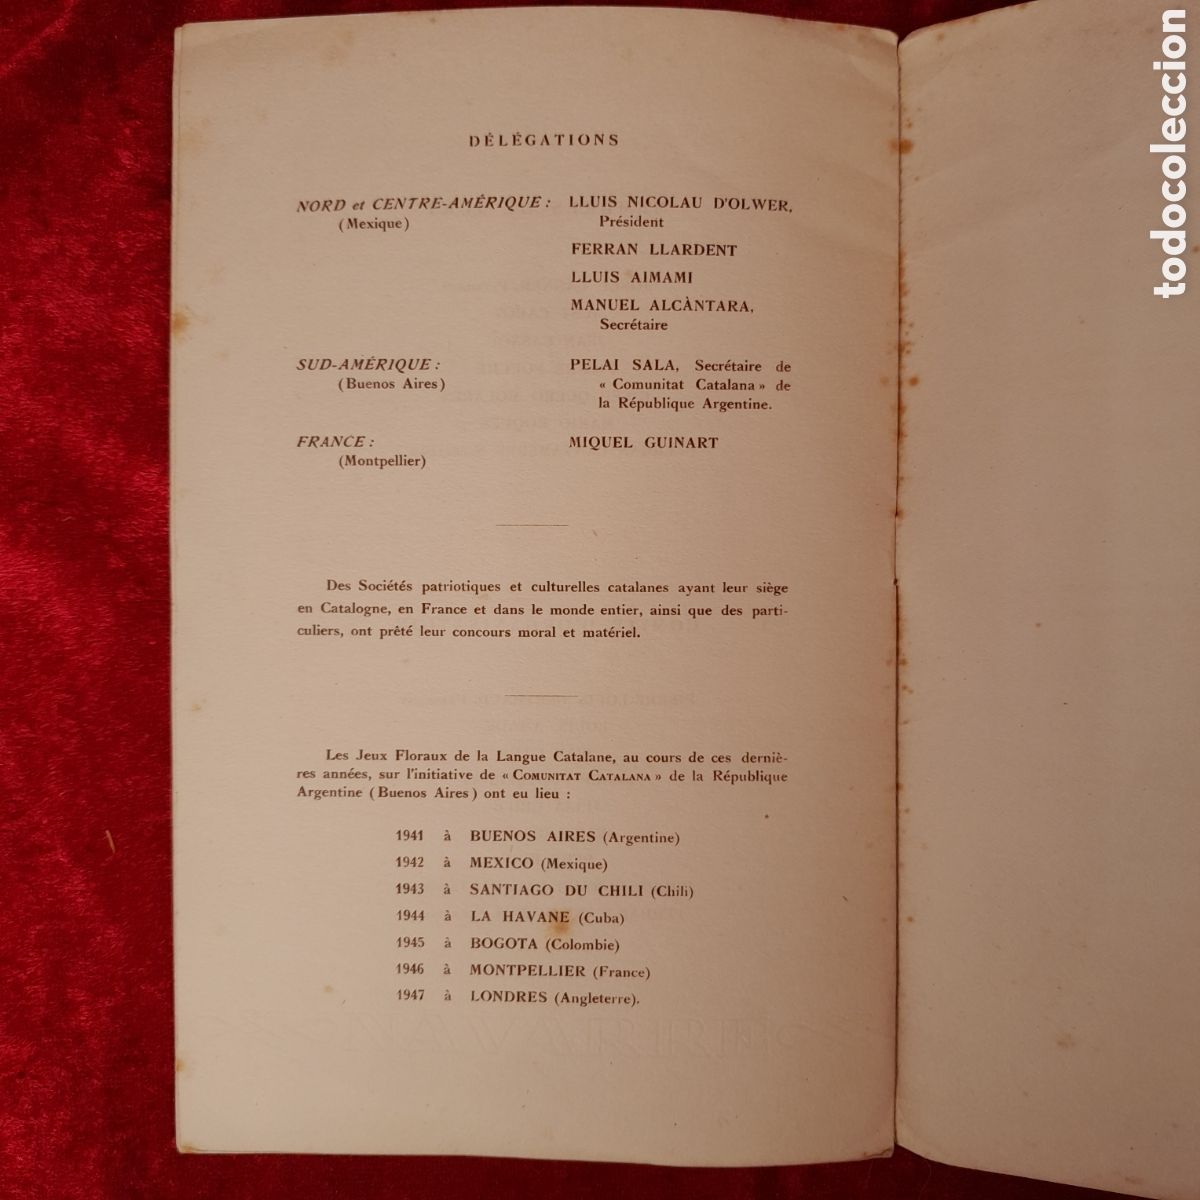 DÉLÉGATIONS
NORD et CENTRE-AMÉRIQUE : LLUIS NICOLAU D'OLWER,
(Mexique) Président
FERRAN LLARDENT
LLUIS AIMAMI
MANUEL ALCÀNTARA,
Secrétaire
SUD-AMÉRIQUE : PELAI SALA, Secrétaire de
(Buenos Aires) « Comunitat Catalana » de
la République Argentine.
FRANCE : MIQUEL GUINART
(Montpellier)
Des Sociétés patriotiques et culturelles catalanes ayant leur siège
en Catalogne, en France et dans le monde entier, ainsi que des parti-
culiers, ont prêté leur concours moral et matériel.
Les Jeux Floraux de la Langue Catalane, au cours de ces derniè-
res années, sur l'initiative de « COMUNITAT CATALANA » de la République
Argentine ( Buenos Aires ) ont eu lieu :
1941 à BUENOS AIRES (Argentine)
1942 à MEXICO (Mexique)
1943 à SANTIAGO DU CHILI (Chili)
1944 à LA HAVANE (Cuba)
1945 à BOGOTA (Colombie)
1946 à MONTPELLIER (France)
1947 à LONDRES (Angleterre).
todocoleccion